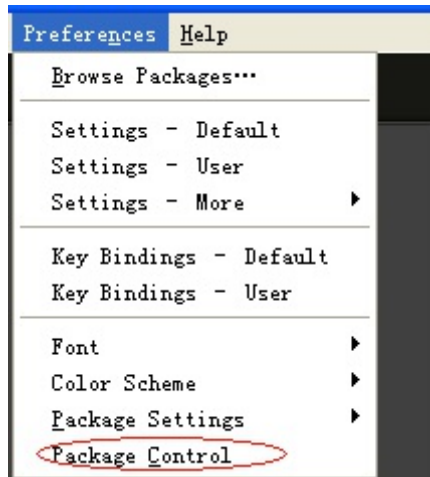 Preferences Help
Browse Packages...
Settings - Default
Settings - User
Settings - More
Key Bindings - Default
Key Bindings - User
Font
Color Scheme
Package Settings
Package Control